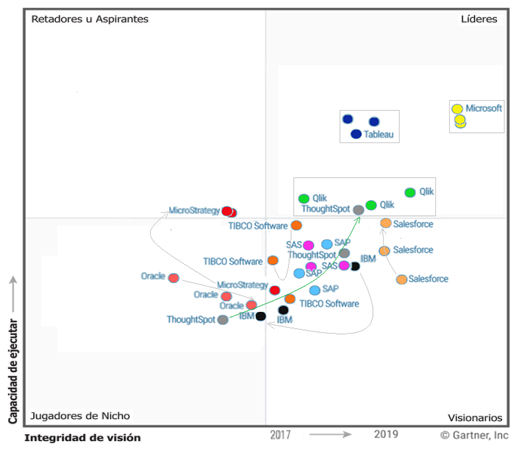 Retadores u Aspirantes
Líderes
Microsoft
Tableau
Qlik
Qlik
ThoughtSpot
Qlik
MicroStrategy
TIBCO Software
Salesforce
SAS
SAP
ThoughtSpot
Salesforce
TIBCO Software
IBM
SAP
Oracle
Salesforce
MicroStrategy
SAP
Oracle
Oracle
TIBCO Software
ThoughtSpot
IBM
IBM
Jugadores de Nicho
Visionarios
Capacidad de ejecutar
Integridad de visión
2017
2019
© Gartner, Inc